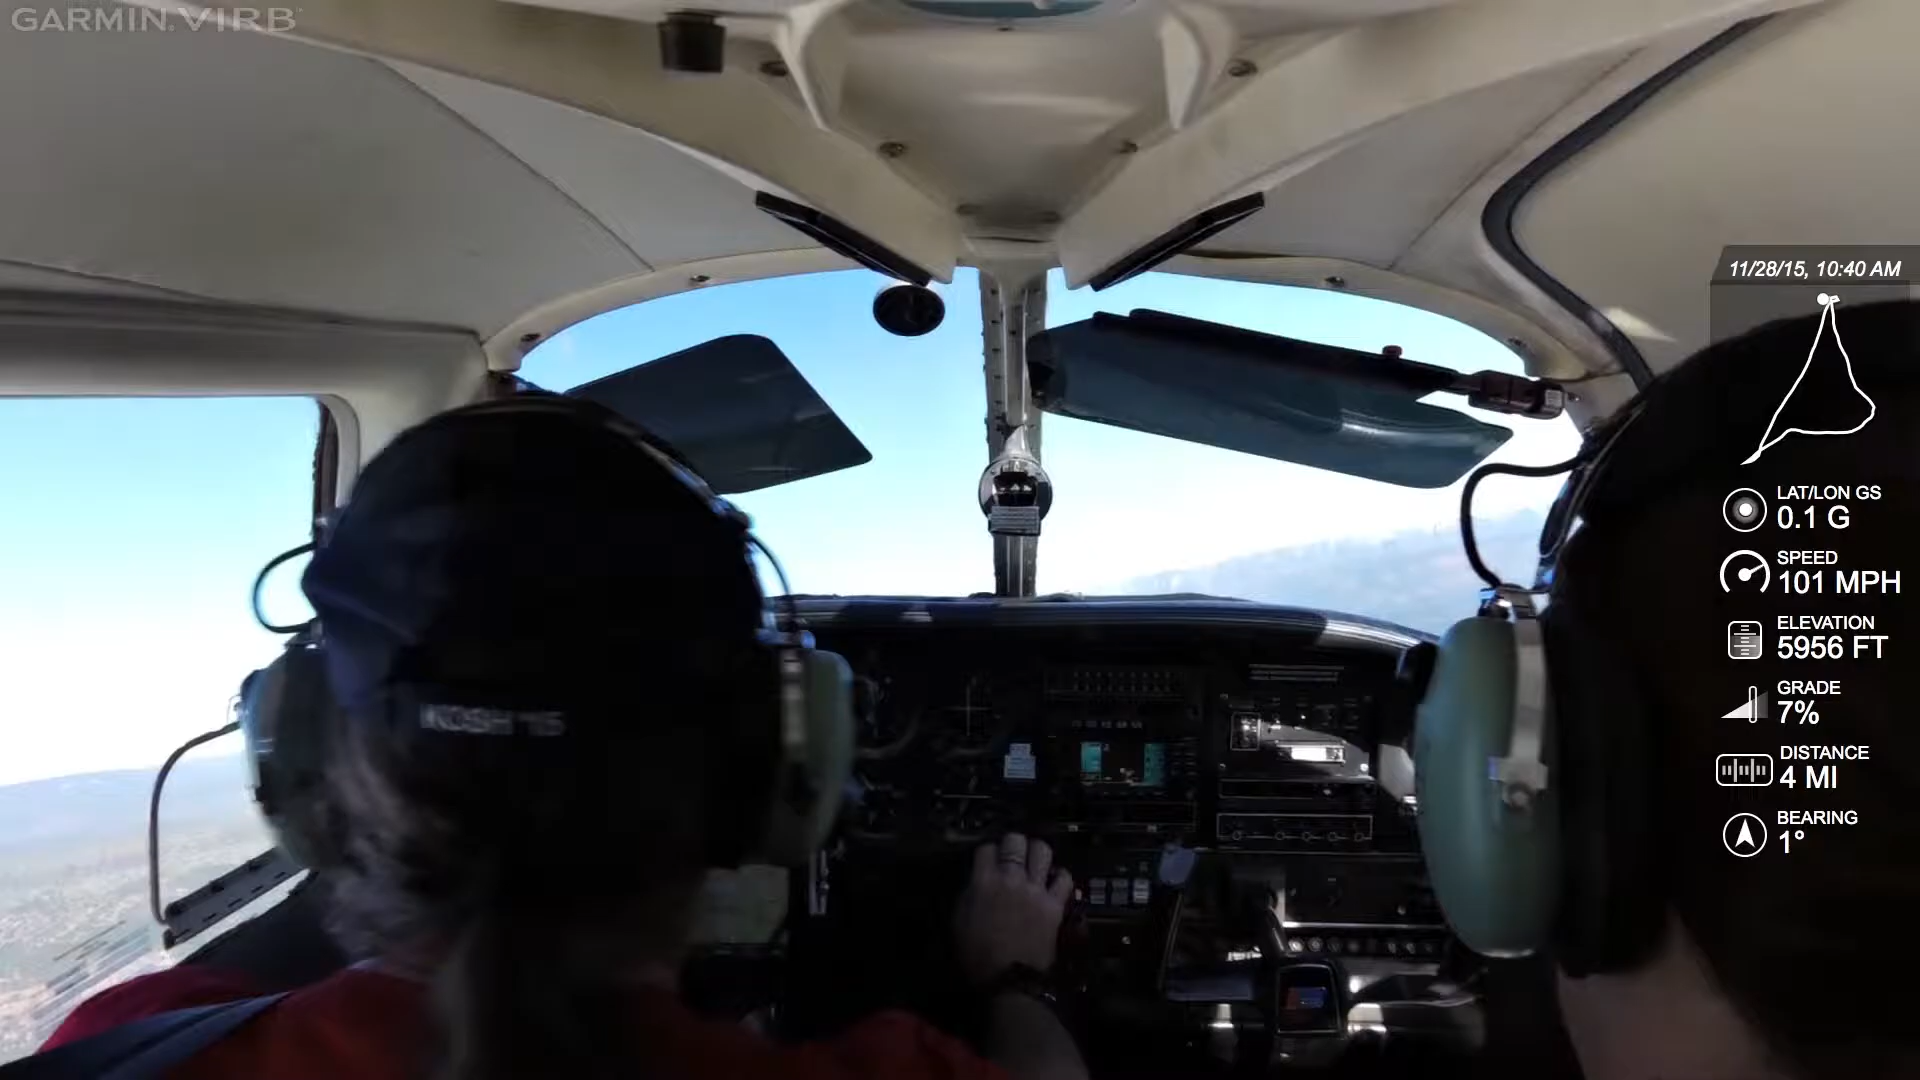 GARMIN.VIRB
11/28/15, 10:40 AM
LAT/LON GS
0.1 G
SPEED
101 MPH
ELEVATION
5956 FT
GRADE
7%
DISTANCE
4 MI
BEARING
1°
KOSH '15